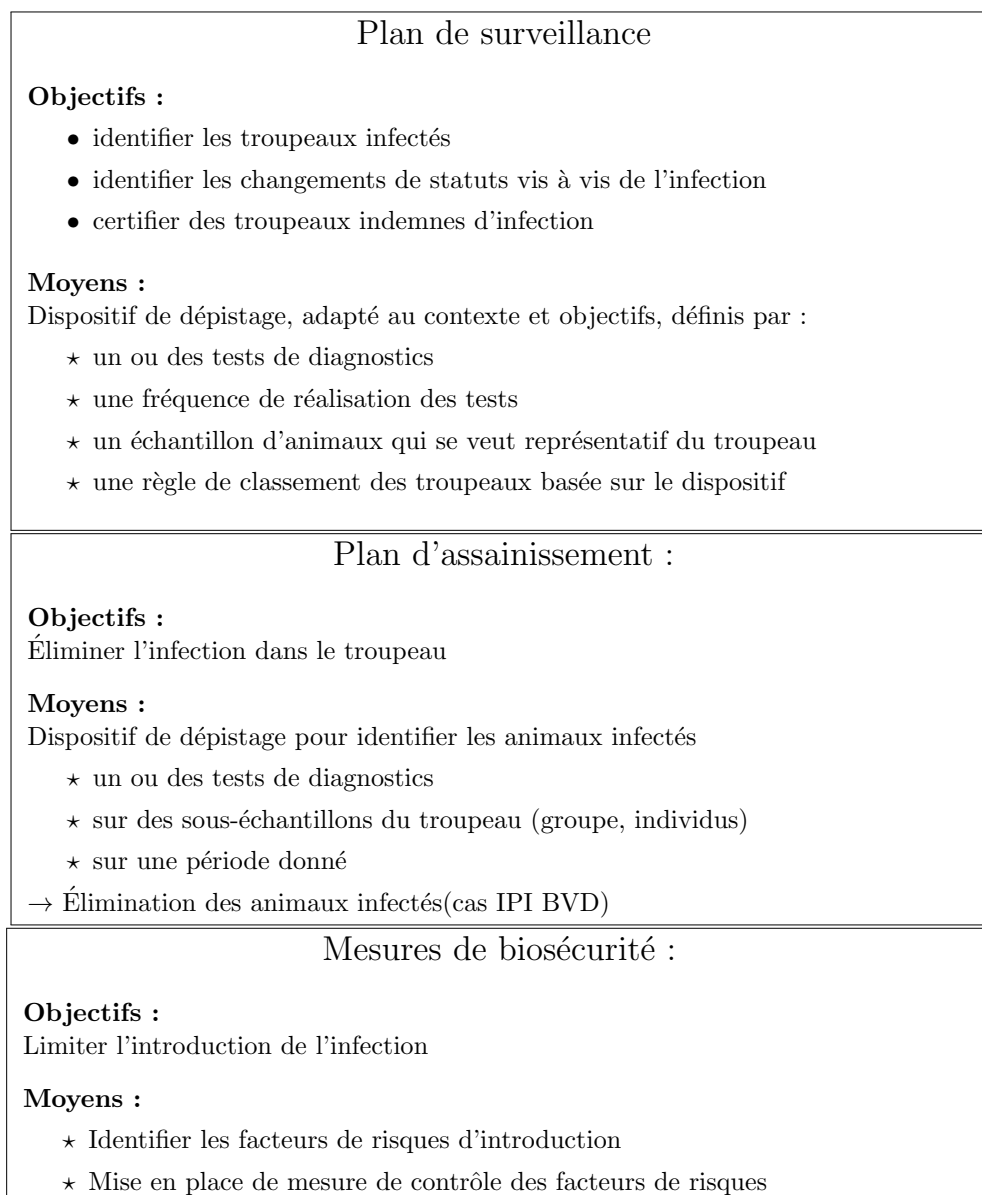 Plan de surveillance
Objectifs :
• identifier les troupeaux infectés
• identifier les changements de statuts vis à vis de l'infection
• certifier des troupeaux indemnes d'infection
Moyens :
Dispositif de dépistage, adapté au contexte et objectifs, définis par :
⋆ un ou des tests de diagnostics
⋆ une fréquence de réalisation des tests
⋆ un échantillon d'animaux qui se veut représentatif du troupeau
⋆ une règle de classement des troupeaux basée sur le dispositif
Plan d'assainissement :
Objectifs :
Éliminer l'infection dans le troupeau
Moyens :
Dispositif de dépistage pour identifier les animaux infectés
⋆ un ou des tests de diagnostics
⋆ sur des sous-échantillons du troupeau (groupe, individus)
⋆ sur une période donné
→ Élimination des animaux infectés(cas IPI BVD)
Mesures de biosécurité :
Objectifs :
Limiter l'introduction de l'infection
Moyens :
⋆ Identifier les facteurs de risques d'introduction
⋆ Mise en place de mesure de contrôle des facteurs de risques